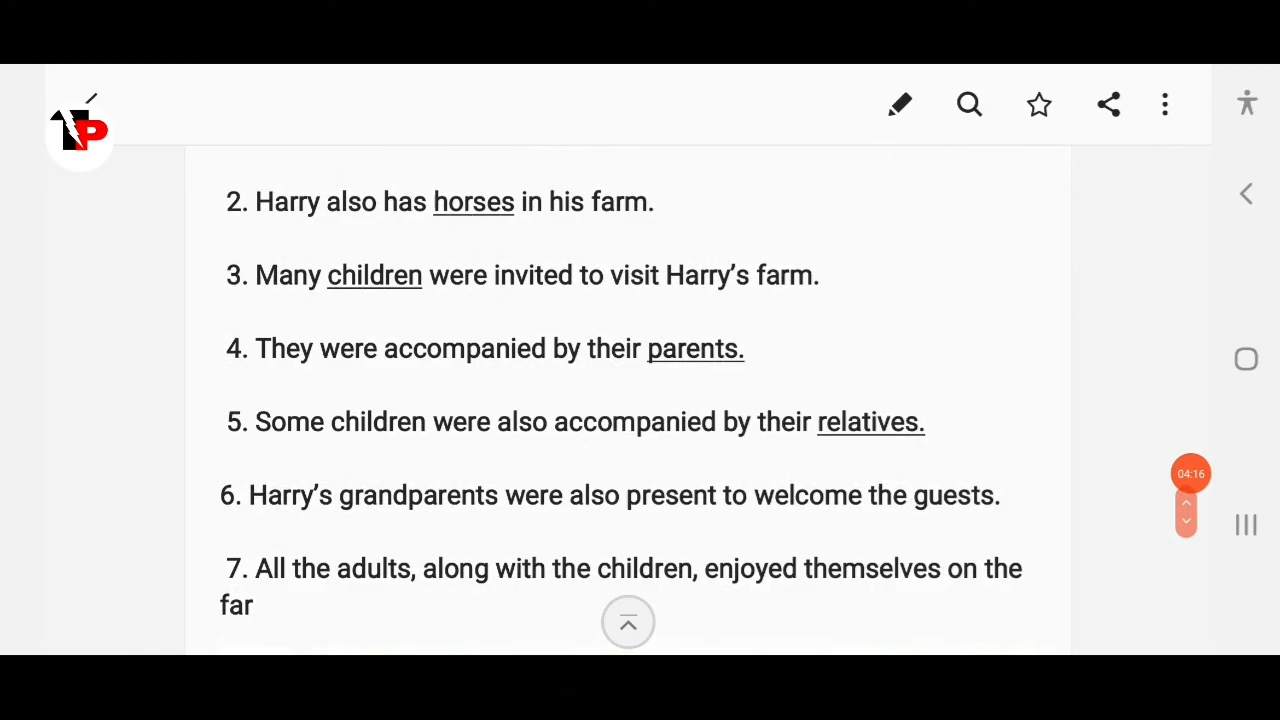 TP
2. Harry also has horses in his farm.
3. Many children were invited to visit Harry’s farm.
4. They were accompanied by their parents.
5. Some children were also accompanied by their relatives.
6. Harry’s grandparents were also present to welcome the guests.
7. All the adults, along with the children, enjoyed themselves on the
far
04:16